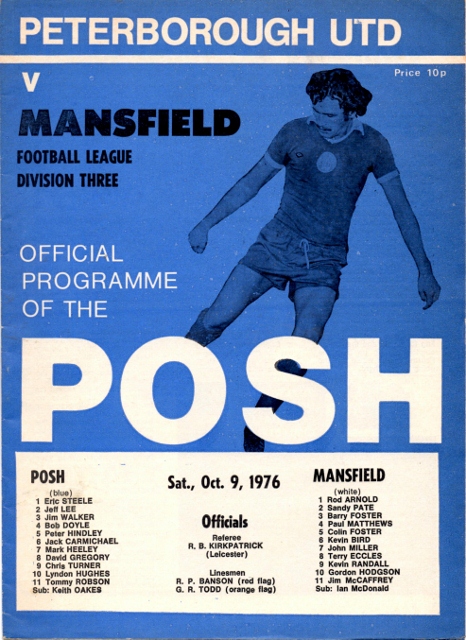 PETERBOROUGH UTD
v
Price 10p
MANSFIELD
FOOTBALL LEAGUE
DIVISION THREE
OFFICIAL
PROGRAMME
OF THE
POSH
POSH
(blue)
1 Eric STEELE
2 Jeff LEE
3 Jim WALKER
4 Bob DOYLE
5 Peter HINDLEY
6 Jack CARMICHAEL
7 Mark HEELEY
8 David GREGORY
9 Chris TURNER
10 Lyndon HUGHES
11 Tommy ROBSON
Sub: Keith OAKES
Sat., Oct. 9, 1976
Officials
Referee
R. B. KIRKPATRICK
(Leicester)
Linesmen
R. P. BANSON (red flag)
G. R. TODD (orange flag)
MANSFIELD
(white)
1 Rod ARNOLD
2 Sandy PATE
3 Barry FOSTER
4 Paul MATTHEWS
5 Colin FOSTER
6 Kevin BIRD
7 John MILLER
8 Terry ECCLES
9 Kevin RANDALL
10 Gordon HODGSON
11 Jim McCAFFREY
Sub: Ian McDonald